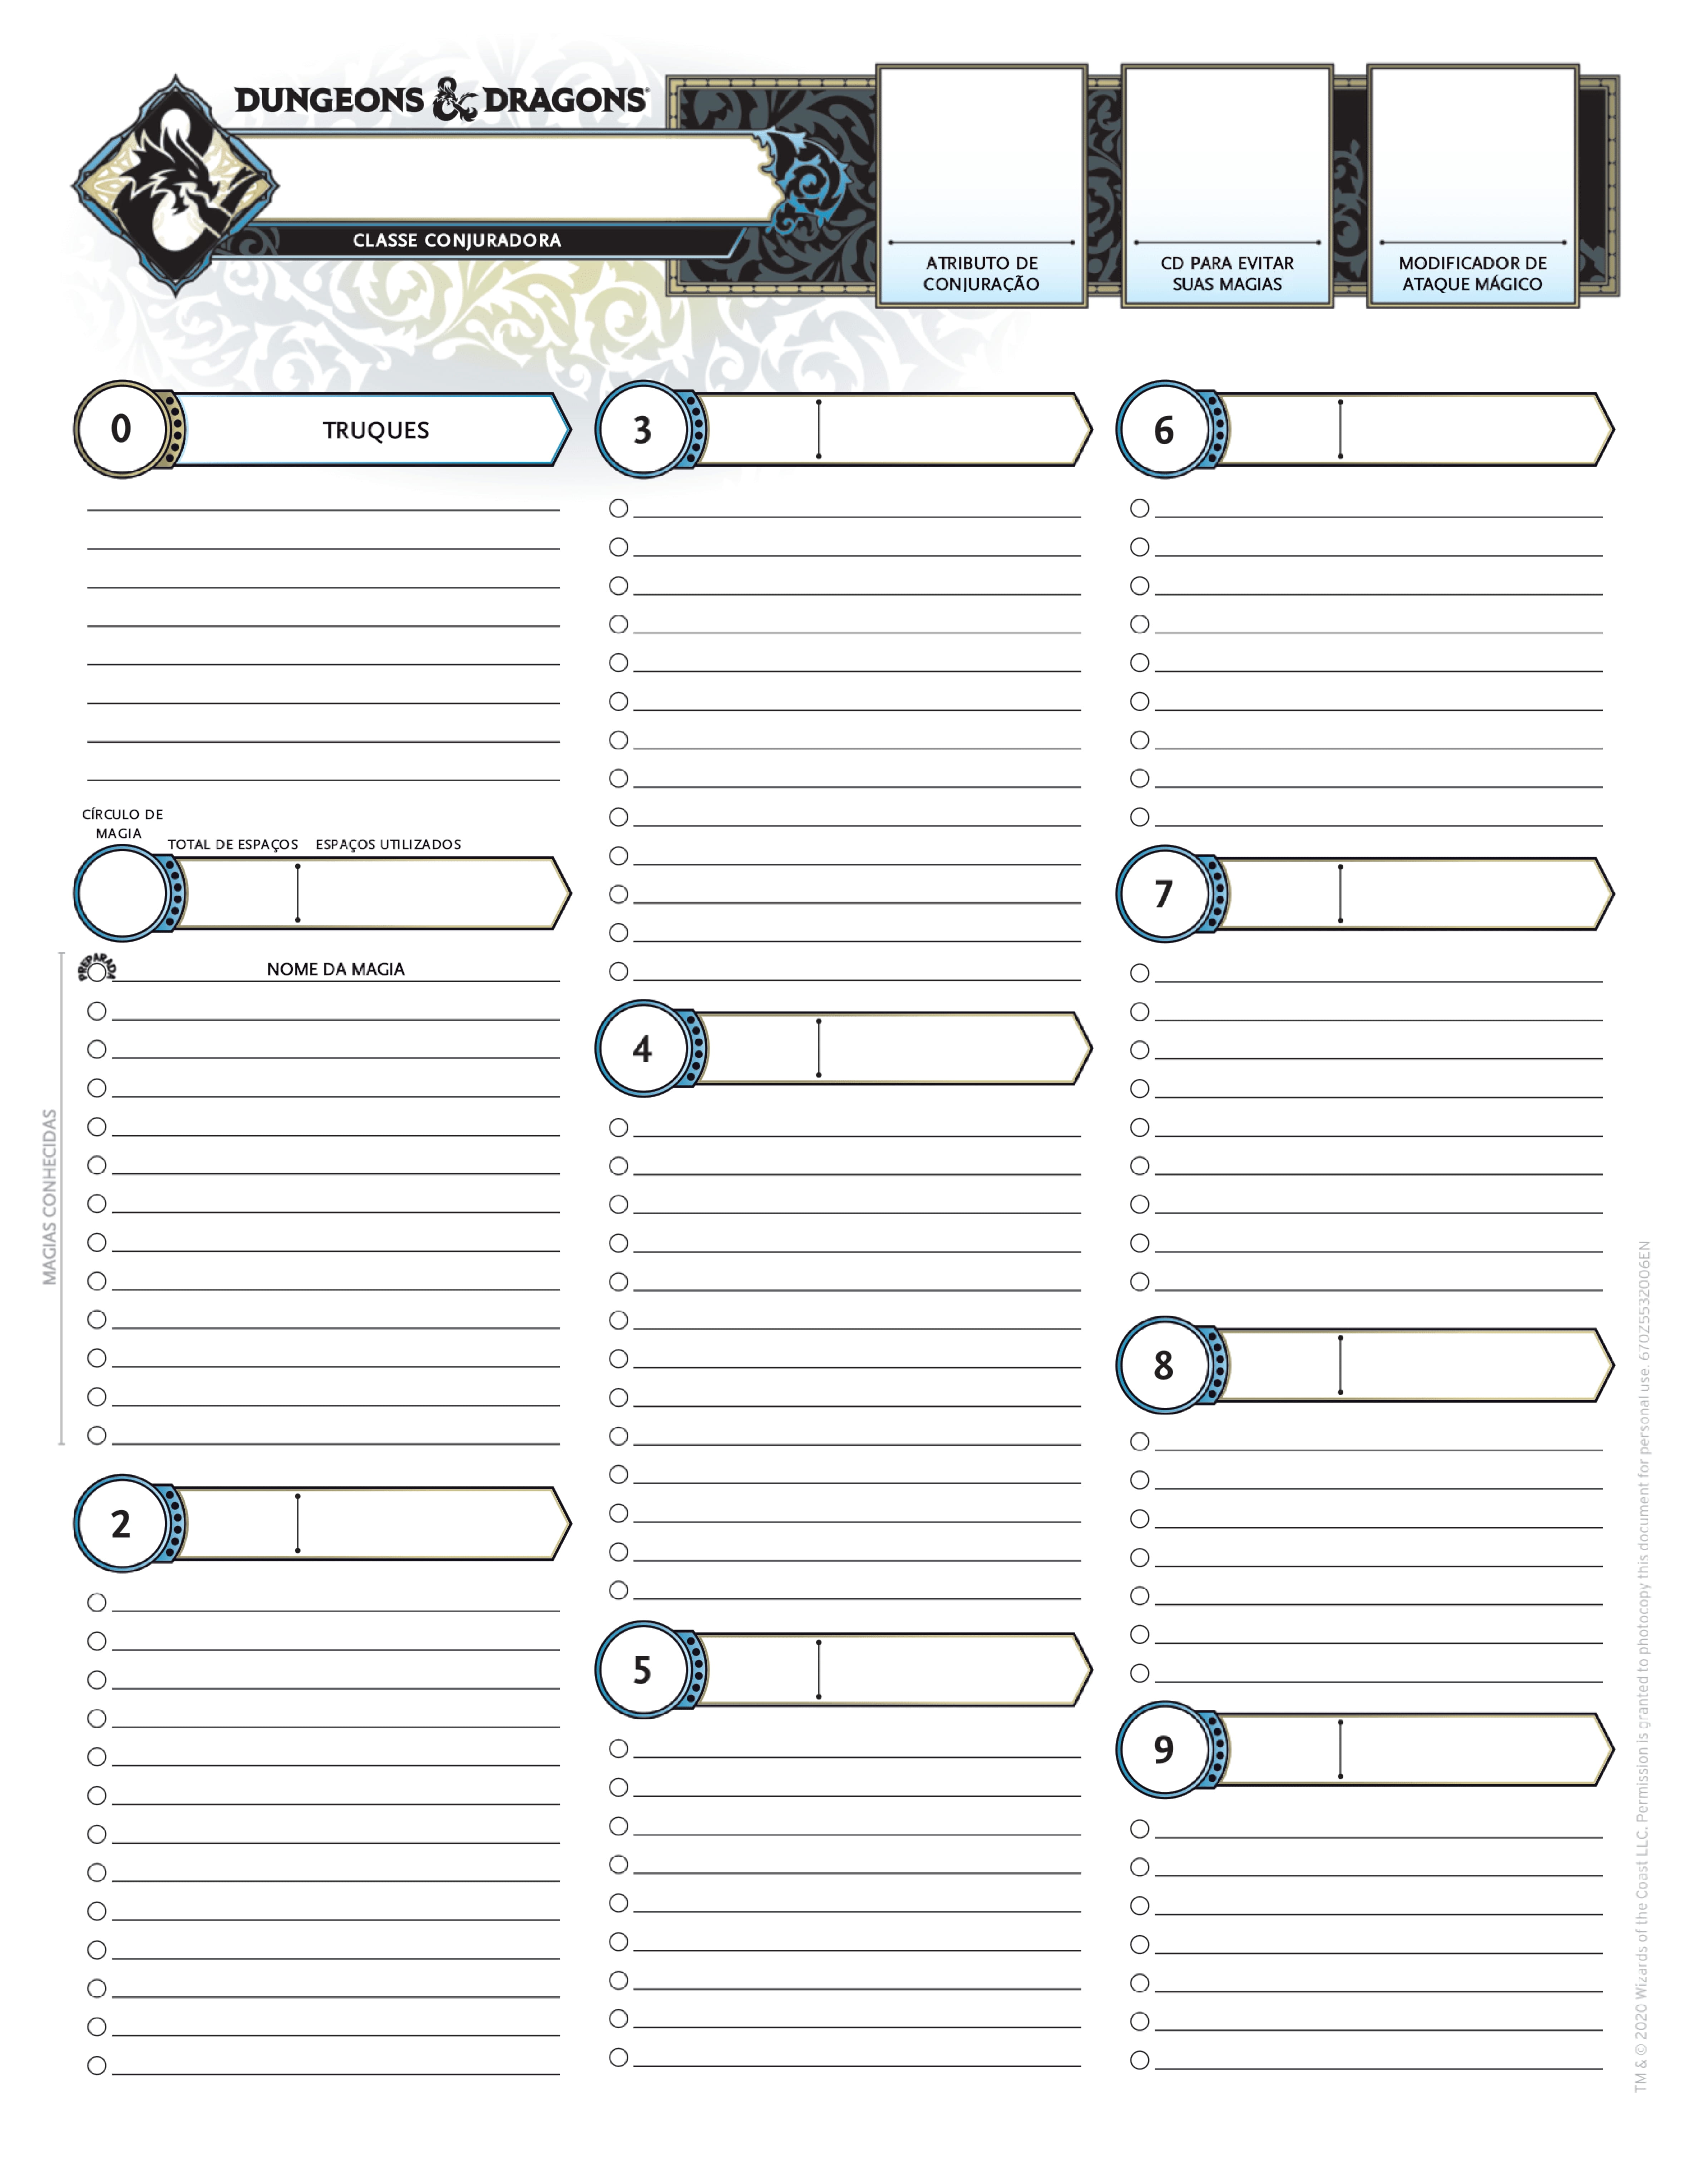 DUNGEONS & DRAGONS
CLASSE CONJURADORA
ATRIBUTO DE
CONJURAÇÃO
CD PARA EVITAR
SUAS MAGIAS
MODIFICADOR DE
ATAQUE MÁGICO
0
TRUQUES
CÍRCULO DE
MAGIA
TOTAL DE ESPAÇOS
ESPAÇOS UTILIZADOS
PREPARADA
NOME DA MAGIA
MAGIAS CONHECIDAS
2
3
4
5
6
7
8
9
TM & © 2020 Wizards of the Coast LLC. Permission is granted to photocopy this document for personal use. 670Z5532006EN